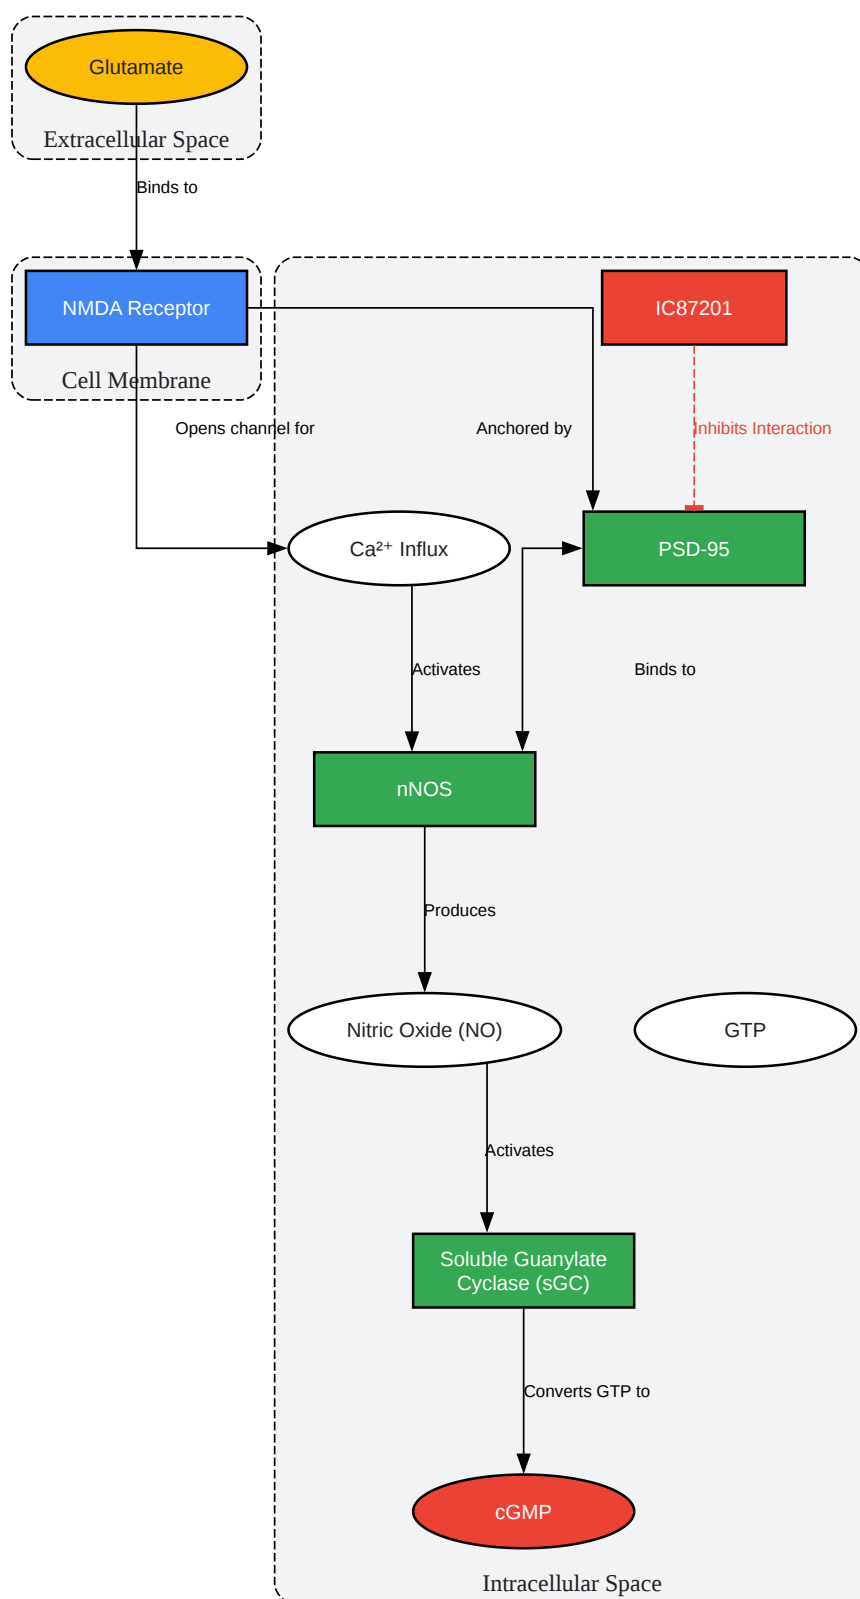 Glutamate
Extracellular Space
Binds to
NMDA Receptor
IC87201
Cell Membrane
Opens channel for
Anchored by
Inhibits Interaction
Ca²⁺ Influx
PSD-95
Activates
Binds to
nNOS
Produces
Nitric Oxide (NO)
GTP
Activates
Soluble Guanylate
Cyclase (sGC)
Converts GTP to
cGMP
Intracellular Space